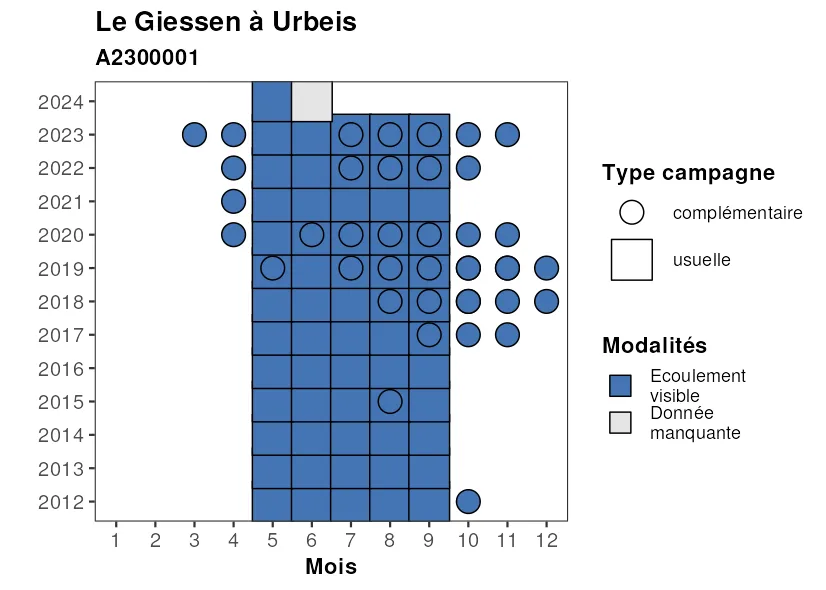 Le Giessen à Urbeis
A2300001
2024
2023
2022
2021
2020
2019
2018
2017
2016
2015
2014
2013
2012
1 2 3 4 5 6 7 8 9 10 11 12
Mois
Type campagne
complémentaire
usuelle
Modalités
Ecoulement
visible
Donnée
manquante